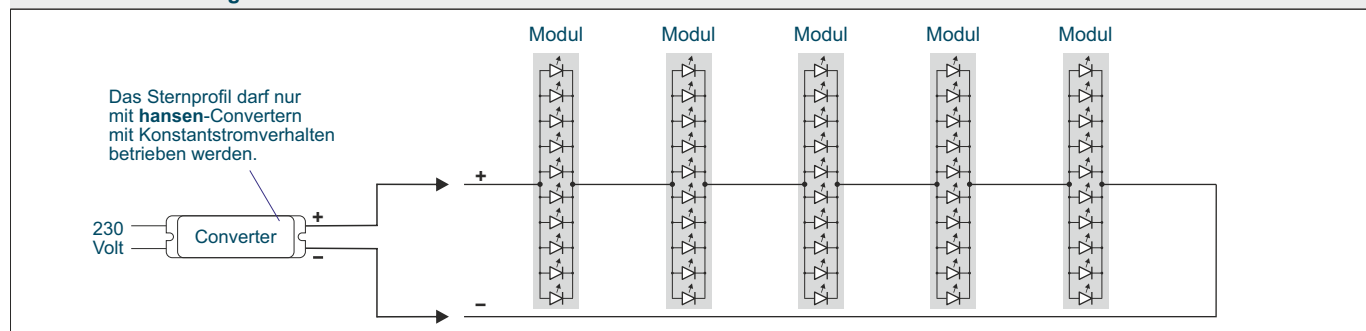 Modul Modul Modul Modul Modul
Das Sternprofil darf nur
mit hansen-Convertern
mit Konstantstromverhalten
betrieben werden.
+
+
230
Volt
Converter
–
–